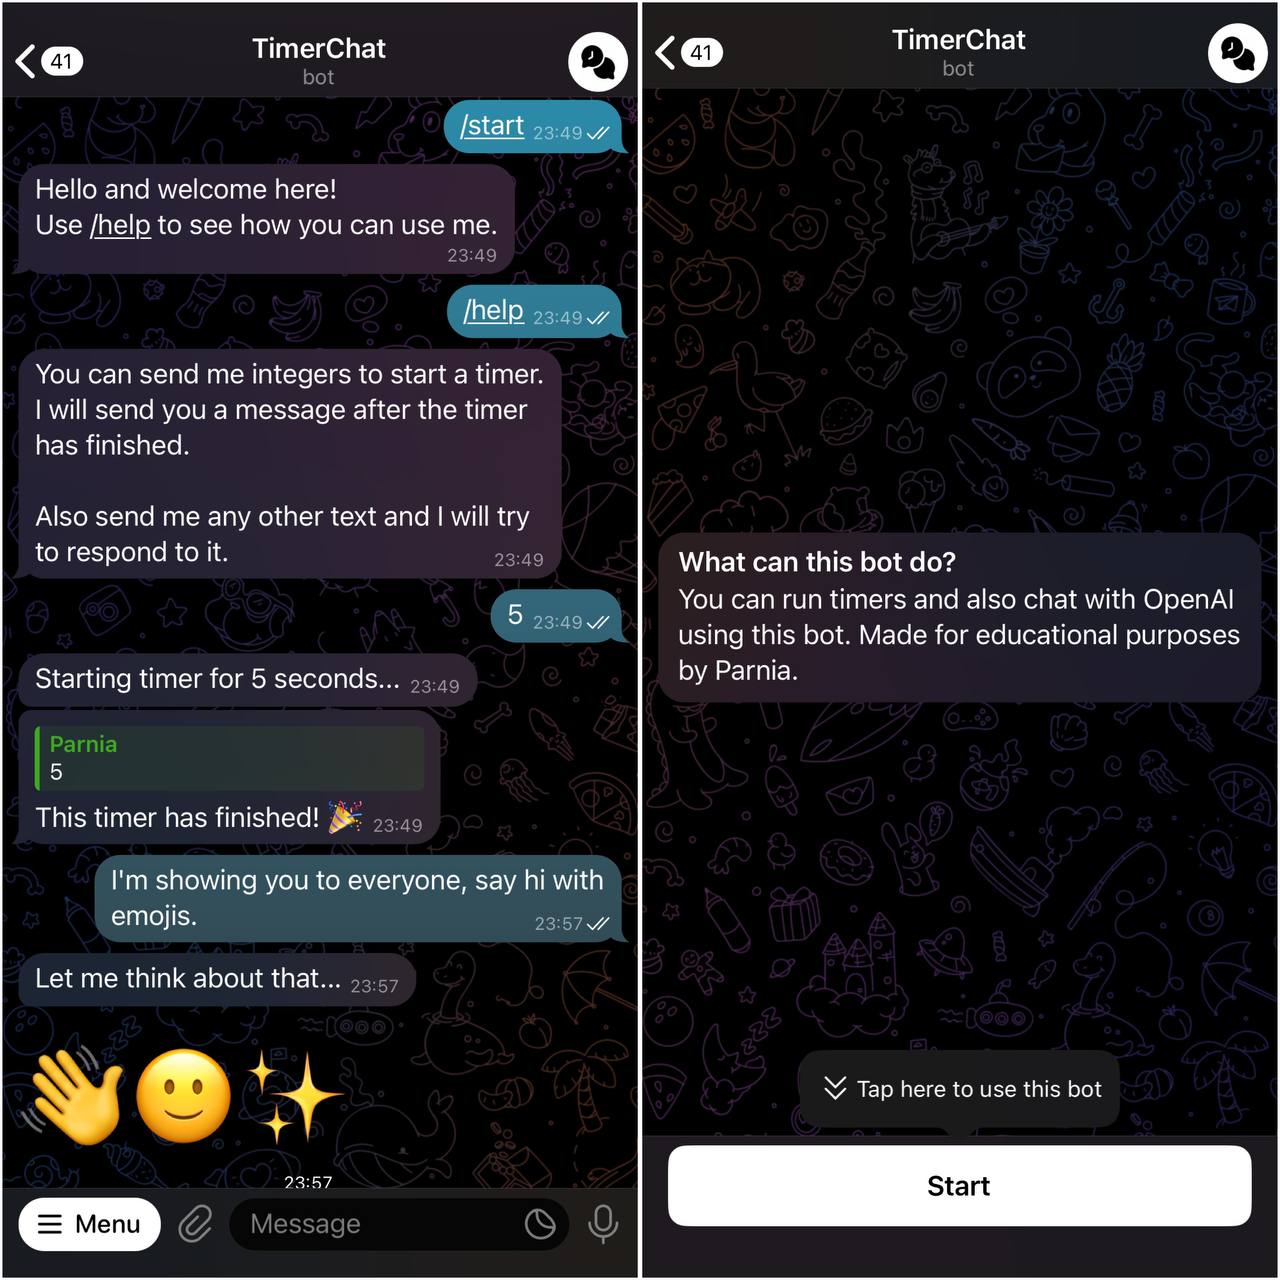 41
TimerChat
bot
/start 23:49
Hello and welcome here!
Use /help to see how you can use me.
23:49
/help 23:49
You can send me integers to start a timer.
I will send you a message after the timer
has finished.
Also send me any other text and I will try
to respond to it. 23:49
5 23:49
Starting timer for 5 seconds... 23:49
Parnia
5
This timer has finished! 🎉 23:49
I'm showing you to everyone, say hi with
emojis. 23:57
Let me think about that... 23:57
👋🙂✨
23:57
Menu
Message
41
TimerChat
bot
What can this bot do?
You can run timers and also chat with OpenAI
using this bot. Made for educational purposes
by Parnia.
Tap here to use this bot
Start